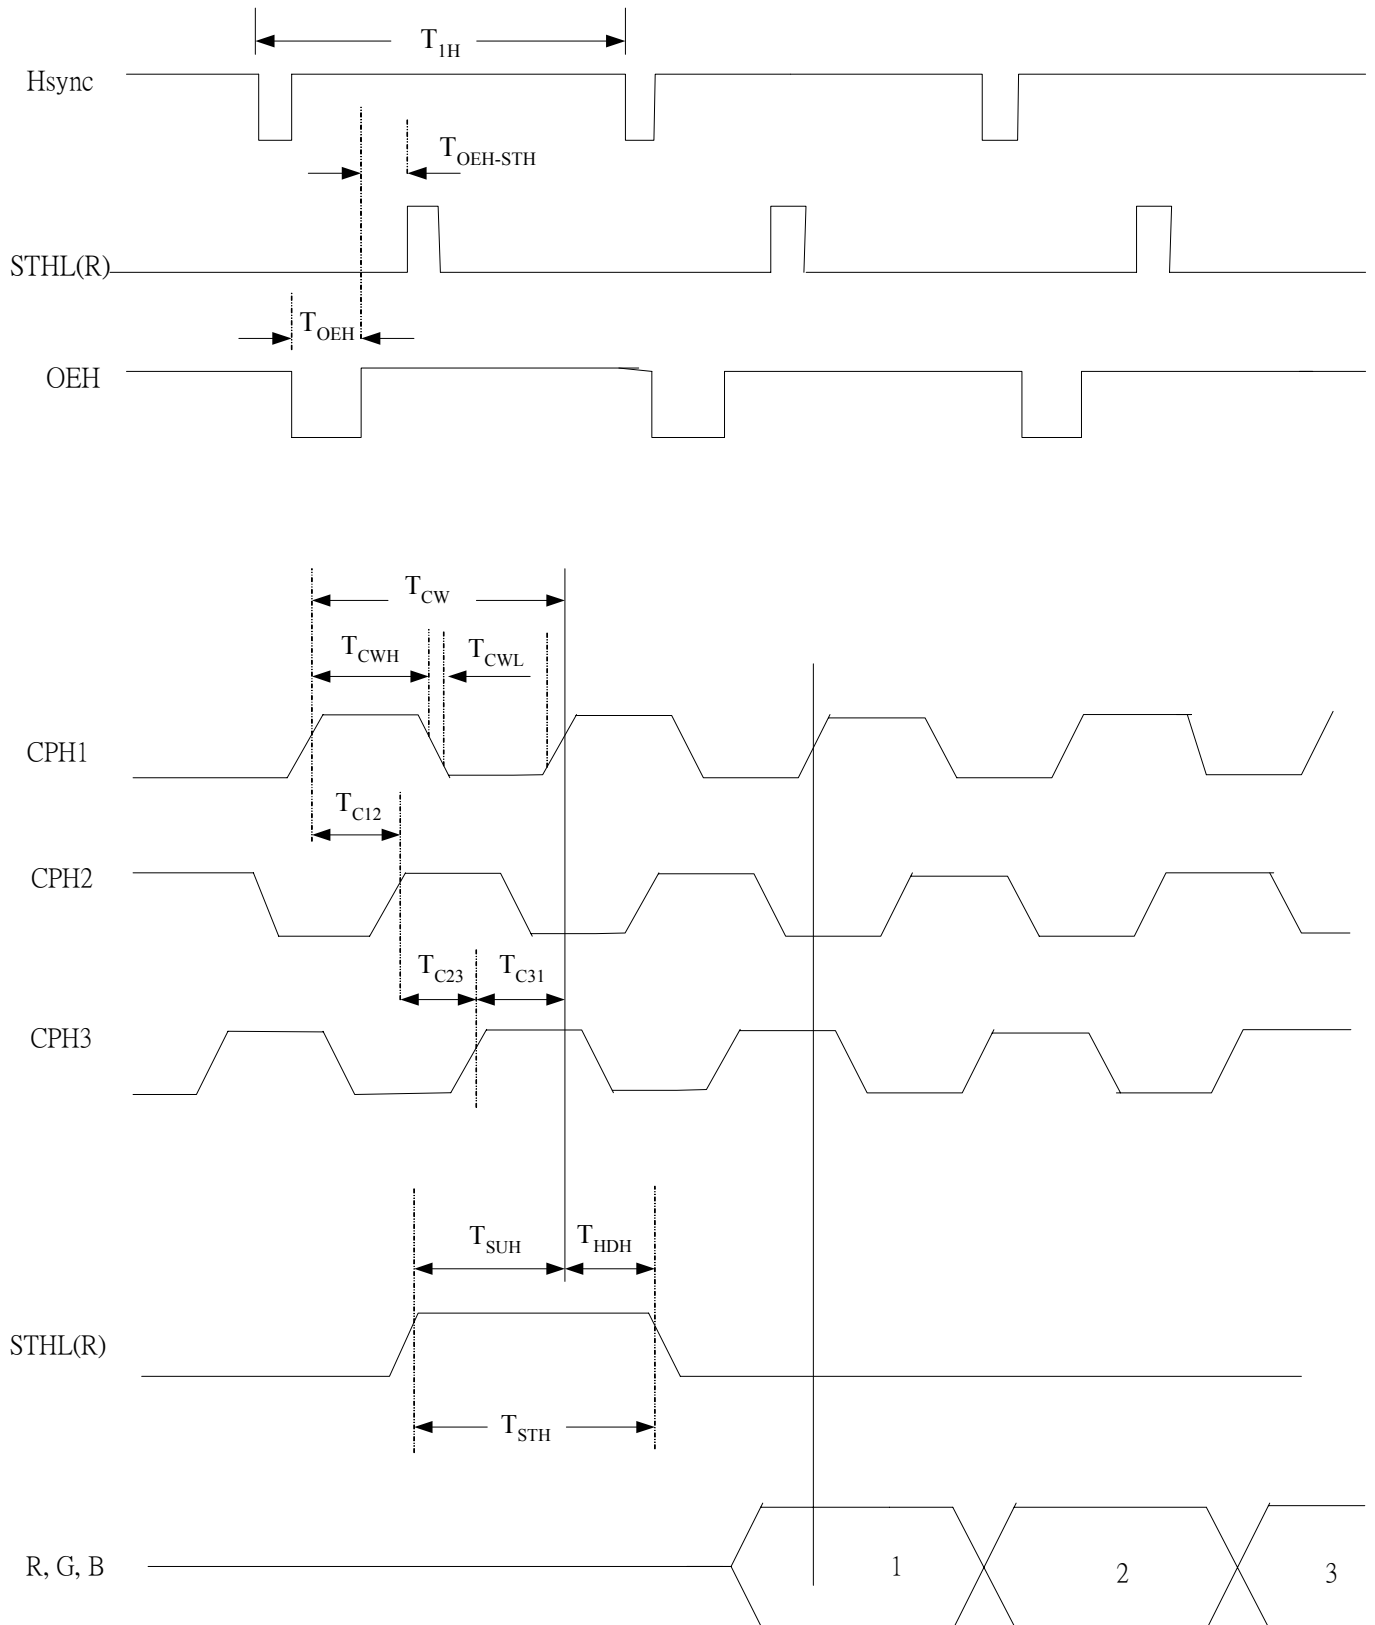 T1H
Hsync
TOEH-STH
STHL(R)
TOEH
OEH
TCW
TCWH TCWL
CPH1
TC12
CPH2
TC23 TC31
CPH3
TSUH THDH
STHL(R)
TSTH
R, G, B 1 2 3